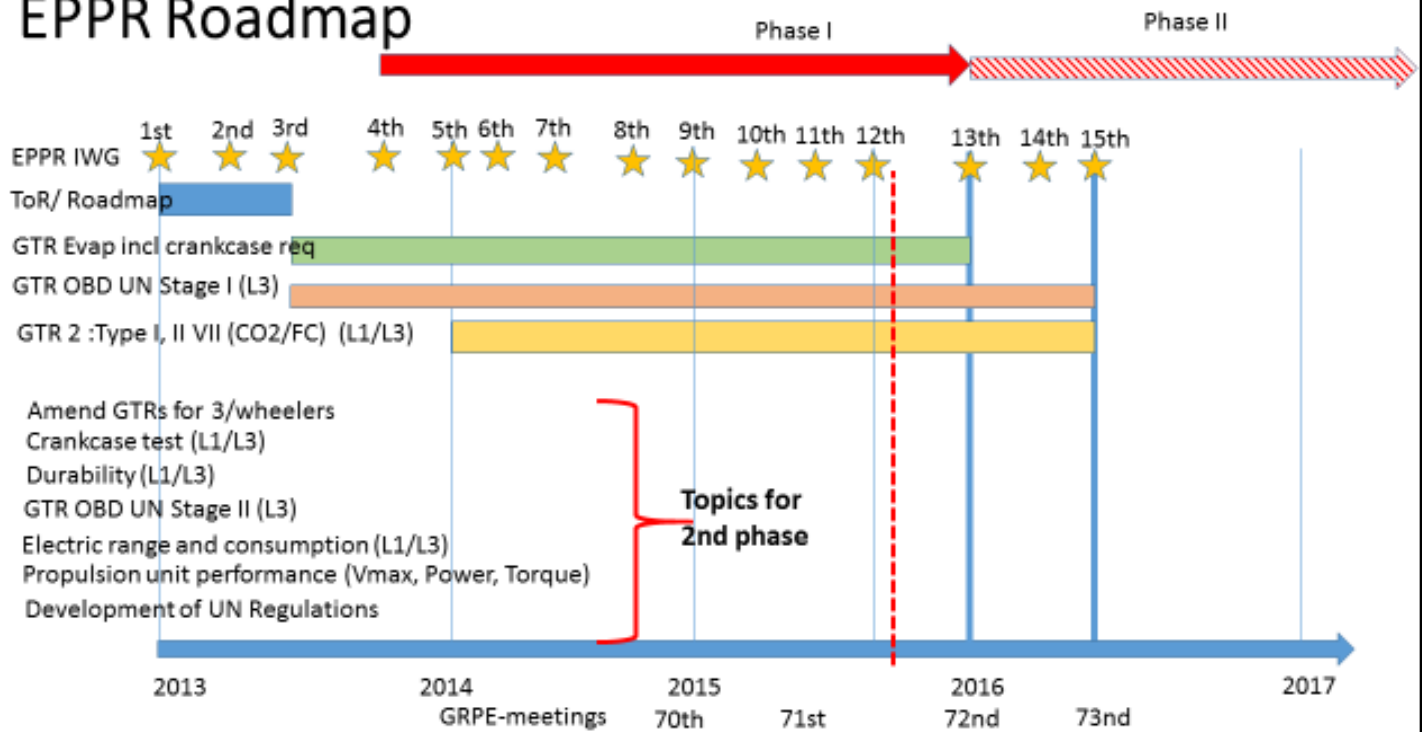 EPPR Roadmap
Phase I
Phase II
1st 2nd 3rd 4th 5th 6th 7th 8th 9th 10th 11th 12th 13th 14th 15th
EPPR IWG
ToR/ Roadmap
GTR Evap incl crankcase req
GTR OBD UN Stage I (L3)
GTR 2 :Type I, II VII (CO2/FC) (L1/L3)
Amend GTRs for 3/wheelers
Crankcase test (L1/L3)
Durability (L1/L3)
GTR OBD UN Stage II (L3)
Electric range and consumption (L1/L3)
Propulsion unit performance (Vmax, Power, Torque)
Development of UN Regulations
Topics for
2nd phase
2013 2014 2015 2016 2017
GRPE-meetings 70th 71st 72nd 73nd